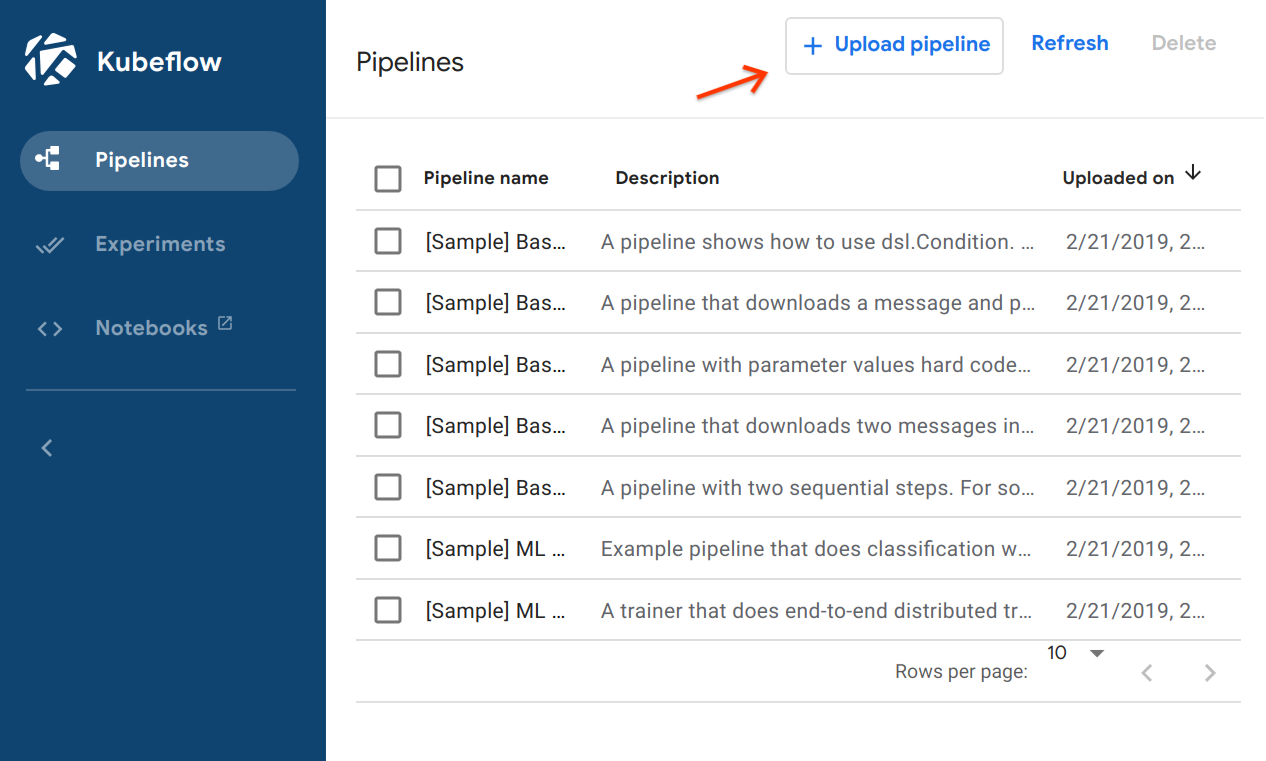 Kubeflow
Pipelines
Experiments
Notebooks
Pipelines
+ Upload pipeline Refresh Delete
Pipeline name Description Uploaded on
[Sample] Bas... A pipeline shows how to use dsl.Condition. ... 2/21/2019, 2...
[Sample] Bas... A pipeline that downloads a message and p... 2/21/2019, 2...
[Sample] Bas... A pipeline with parameter values hard code... 2/21/2019, 2...
[Sample] Bas... A pipeline that downloads two messages in... 2/21/2019, 2...
[Sample] Bas... A pipeline with two sequential steps. For so... 2/21/2019, 2...
[Sample] ML ... Example pipeline that does classification w... 2/21/2019, 2...
[Sample] ML ... A trainer that does end-to-end distributed tr... 2/21/2019, 2...
Rows per page: 10